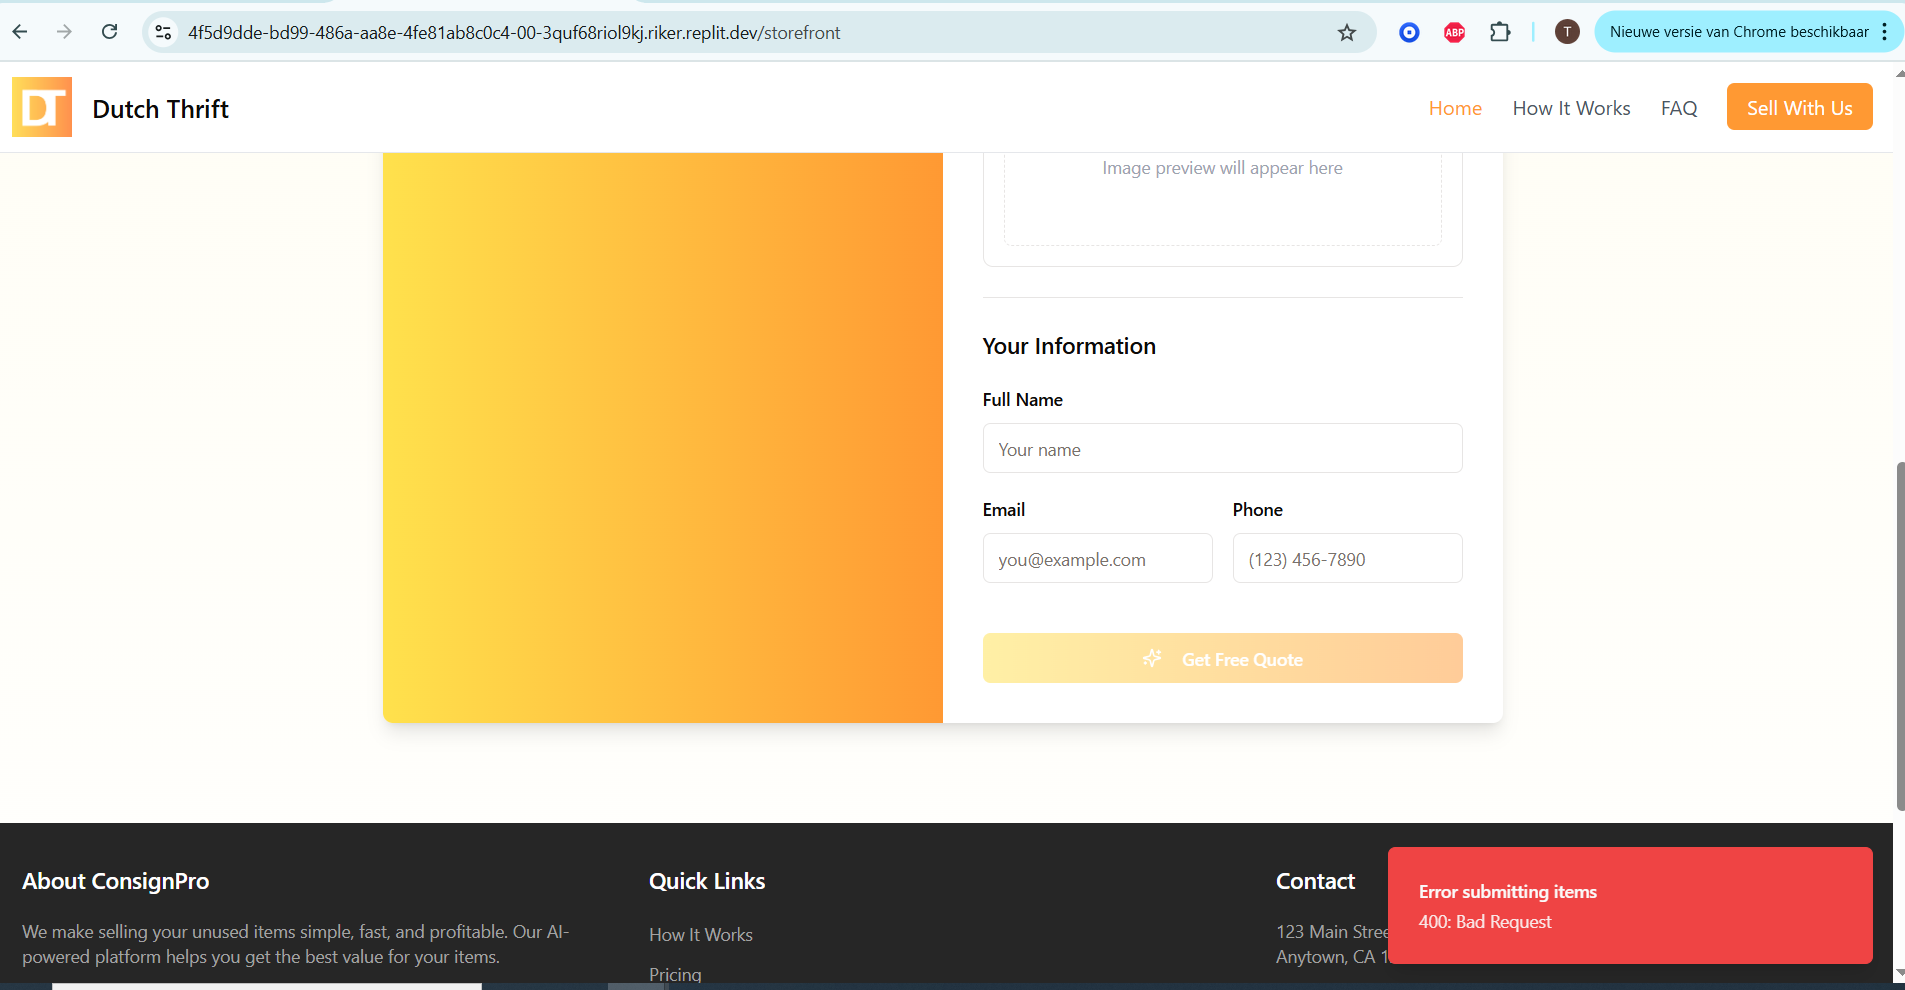 4f5d9dde-bd99-486a-aa8e-4fe81ab8c0c4-00-3quf68riol9kj.riker.replit.dev/storefront
ABP
T
Nieuwe versie van Chrome beschikbaar
DT
Dutch Thrift
Home
How It Works
FAQ
Sell With Us
Image preview will appear here
Your Information
Full Name
Your name
Email
Phone
you@example.com
(123) 456-7890
Get Free Quote
About ConsignPro
Quick Links
Contact
We make selling your unused items simple, fast, and profitable. Our AI-
powered platform helps you get the best value for your items.
How It Works
Pricing
123 Main Stree
Anytown, CA 1
Error submitting items
400: Bad Request